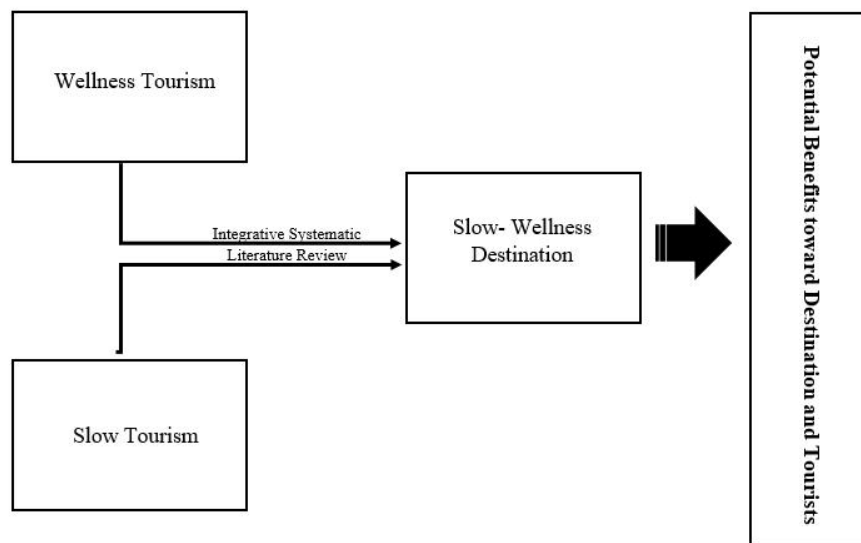 Wellness Tourism
Integrative Systematic
Literature Review
Slow- Wellness
Destination
Slow Tourism
Potential Benefits toward Destination and Tourists